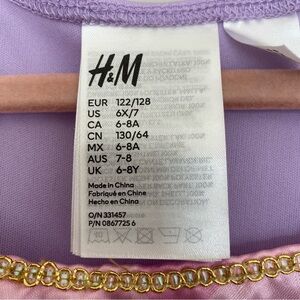 H&M
EUR 122/128
US 6X/7
CA 6-8A
CN 130/64
MX 6-8A
AUS 7-8
UK 6-8Y
Made in China
Fabriqué en Chine
Hecho en China
O/N 331457
P/N 0867725 6